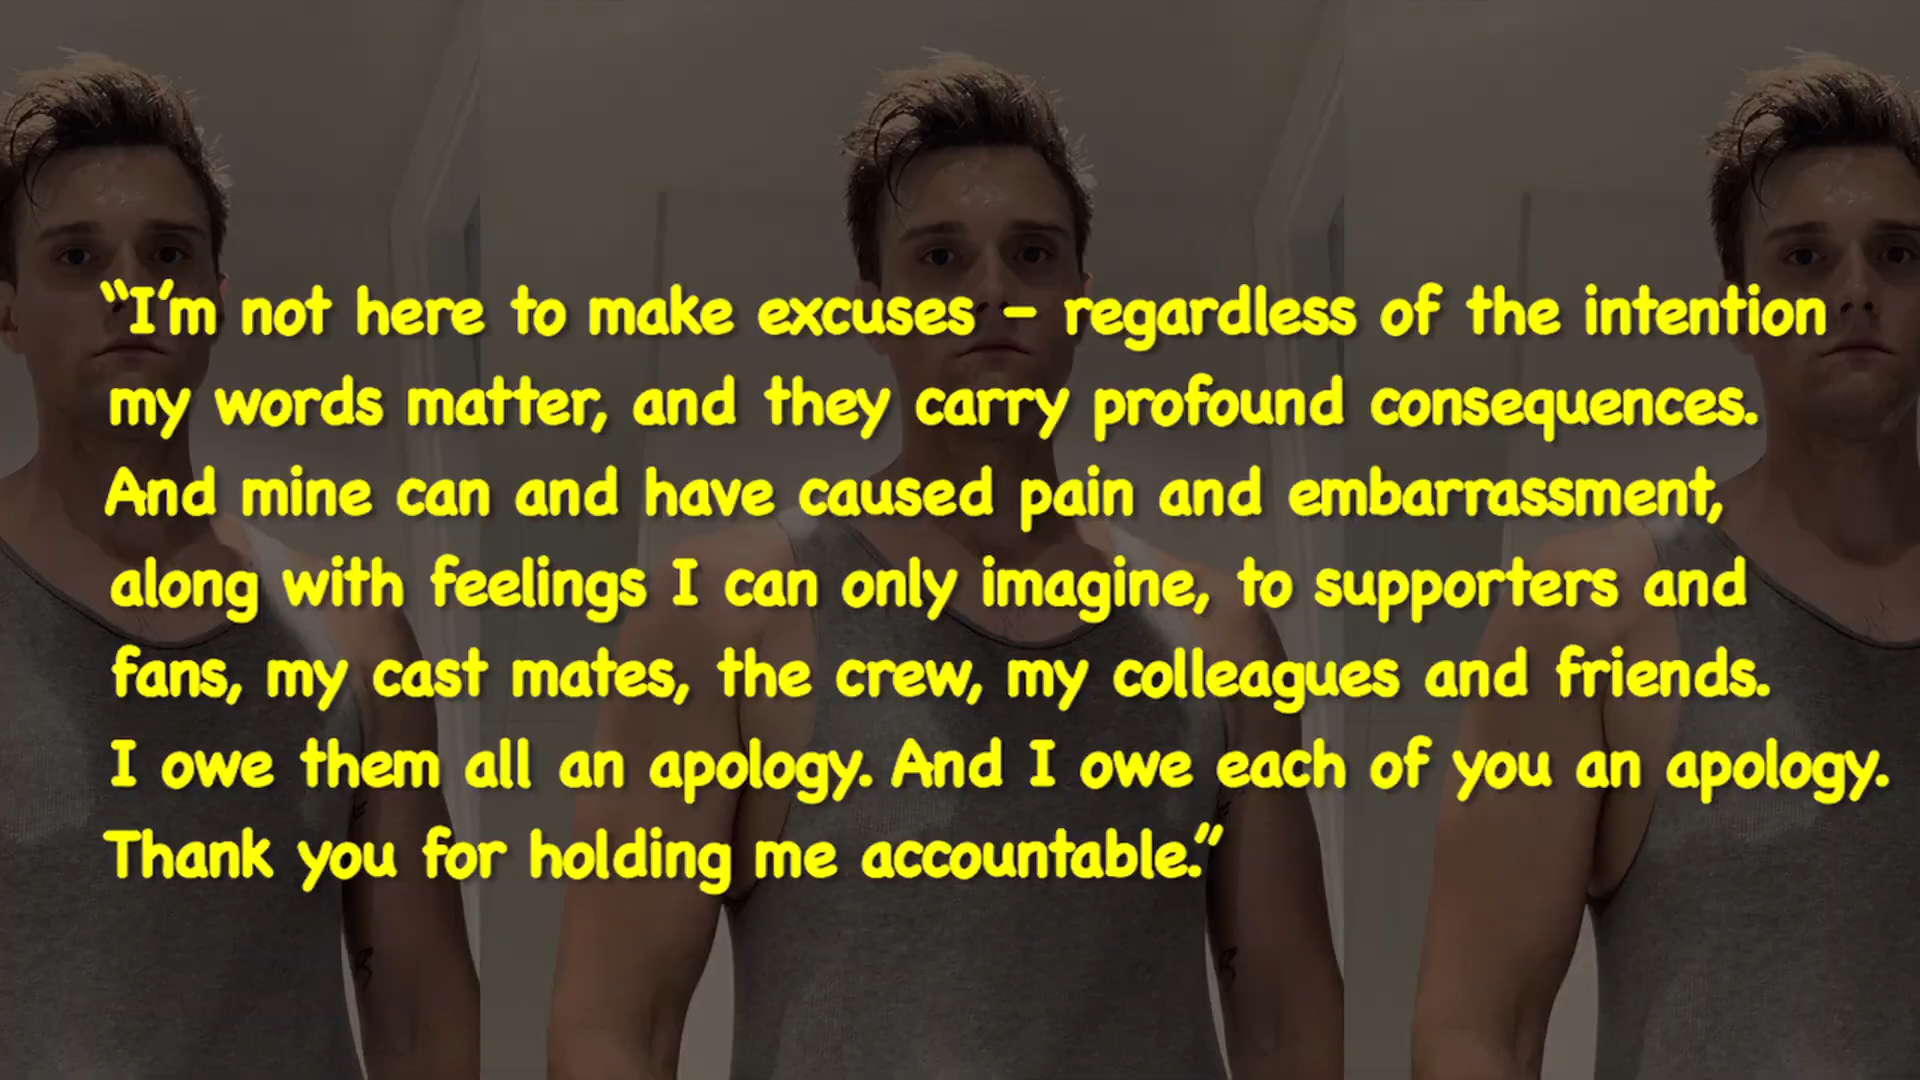 “I’m not here to make excuses – regardless of the intention
my words matter, and they carry profound consequences.
And mine can and have caused pain and embarrassment,
along with feelings I can only imagine, to supporters and
fans, my cast mates, the crew, my colleagues and friends.
I owe them all an apology. And I owe each of you an apology.
Thank you for holding me accountable.”